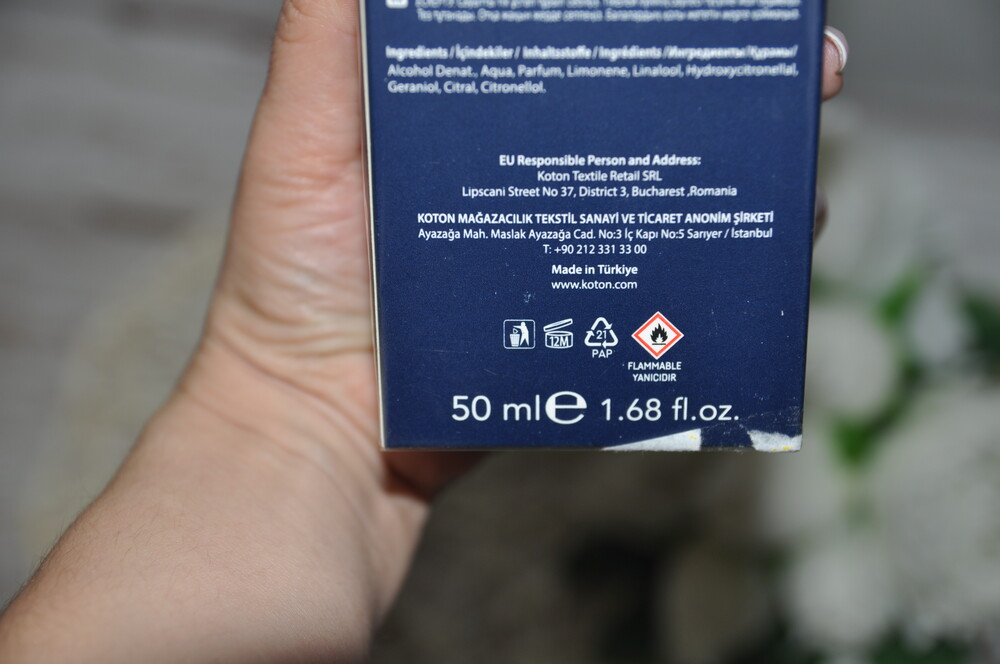 Ingredients / İçindekiler / Inhaltsstoffe / Ingrédients /Ингредиенты /Құрамы/
Alcohol Denat., Aqua, Parfum, Limonene, Linalool, Hydroxycitronellal,
Geraniol, Citral, Citronellol.
EU Responsible Person and Address:
Koton Textile Retail SRL
Lipscani Street No 37, District 3, Bucharest ,Romania
KOTON MAĞAZACILIK TEKSTİL SANAYİ VE TİCARET ANONİM ŞİRKETİ
Ayazağa Mah. Maslak Ayazağa Cad. No:3 İç Kapı No:5 Sarıyer / İstanbul
T: +90 212 331 33 00
Made in Türkiye
www.koton.com
12M
21
PAP
FLAMMABLE
YANICIDIR
50 ml e 1.68 fl.oz.